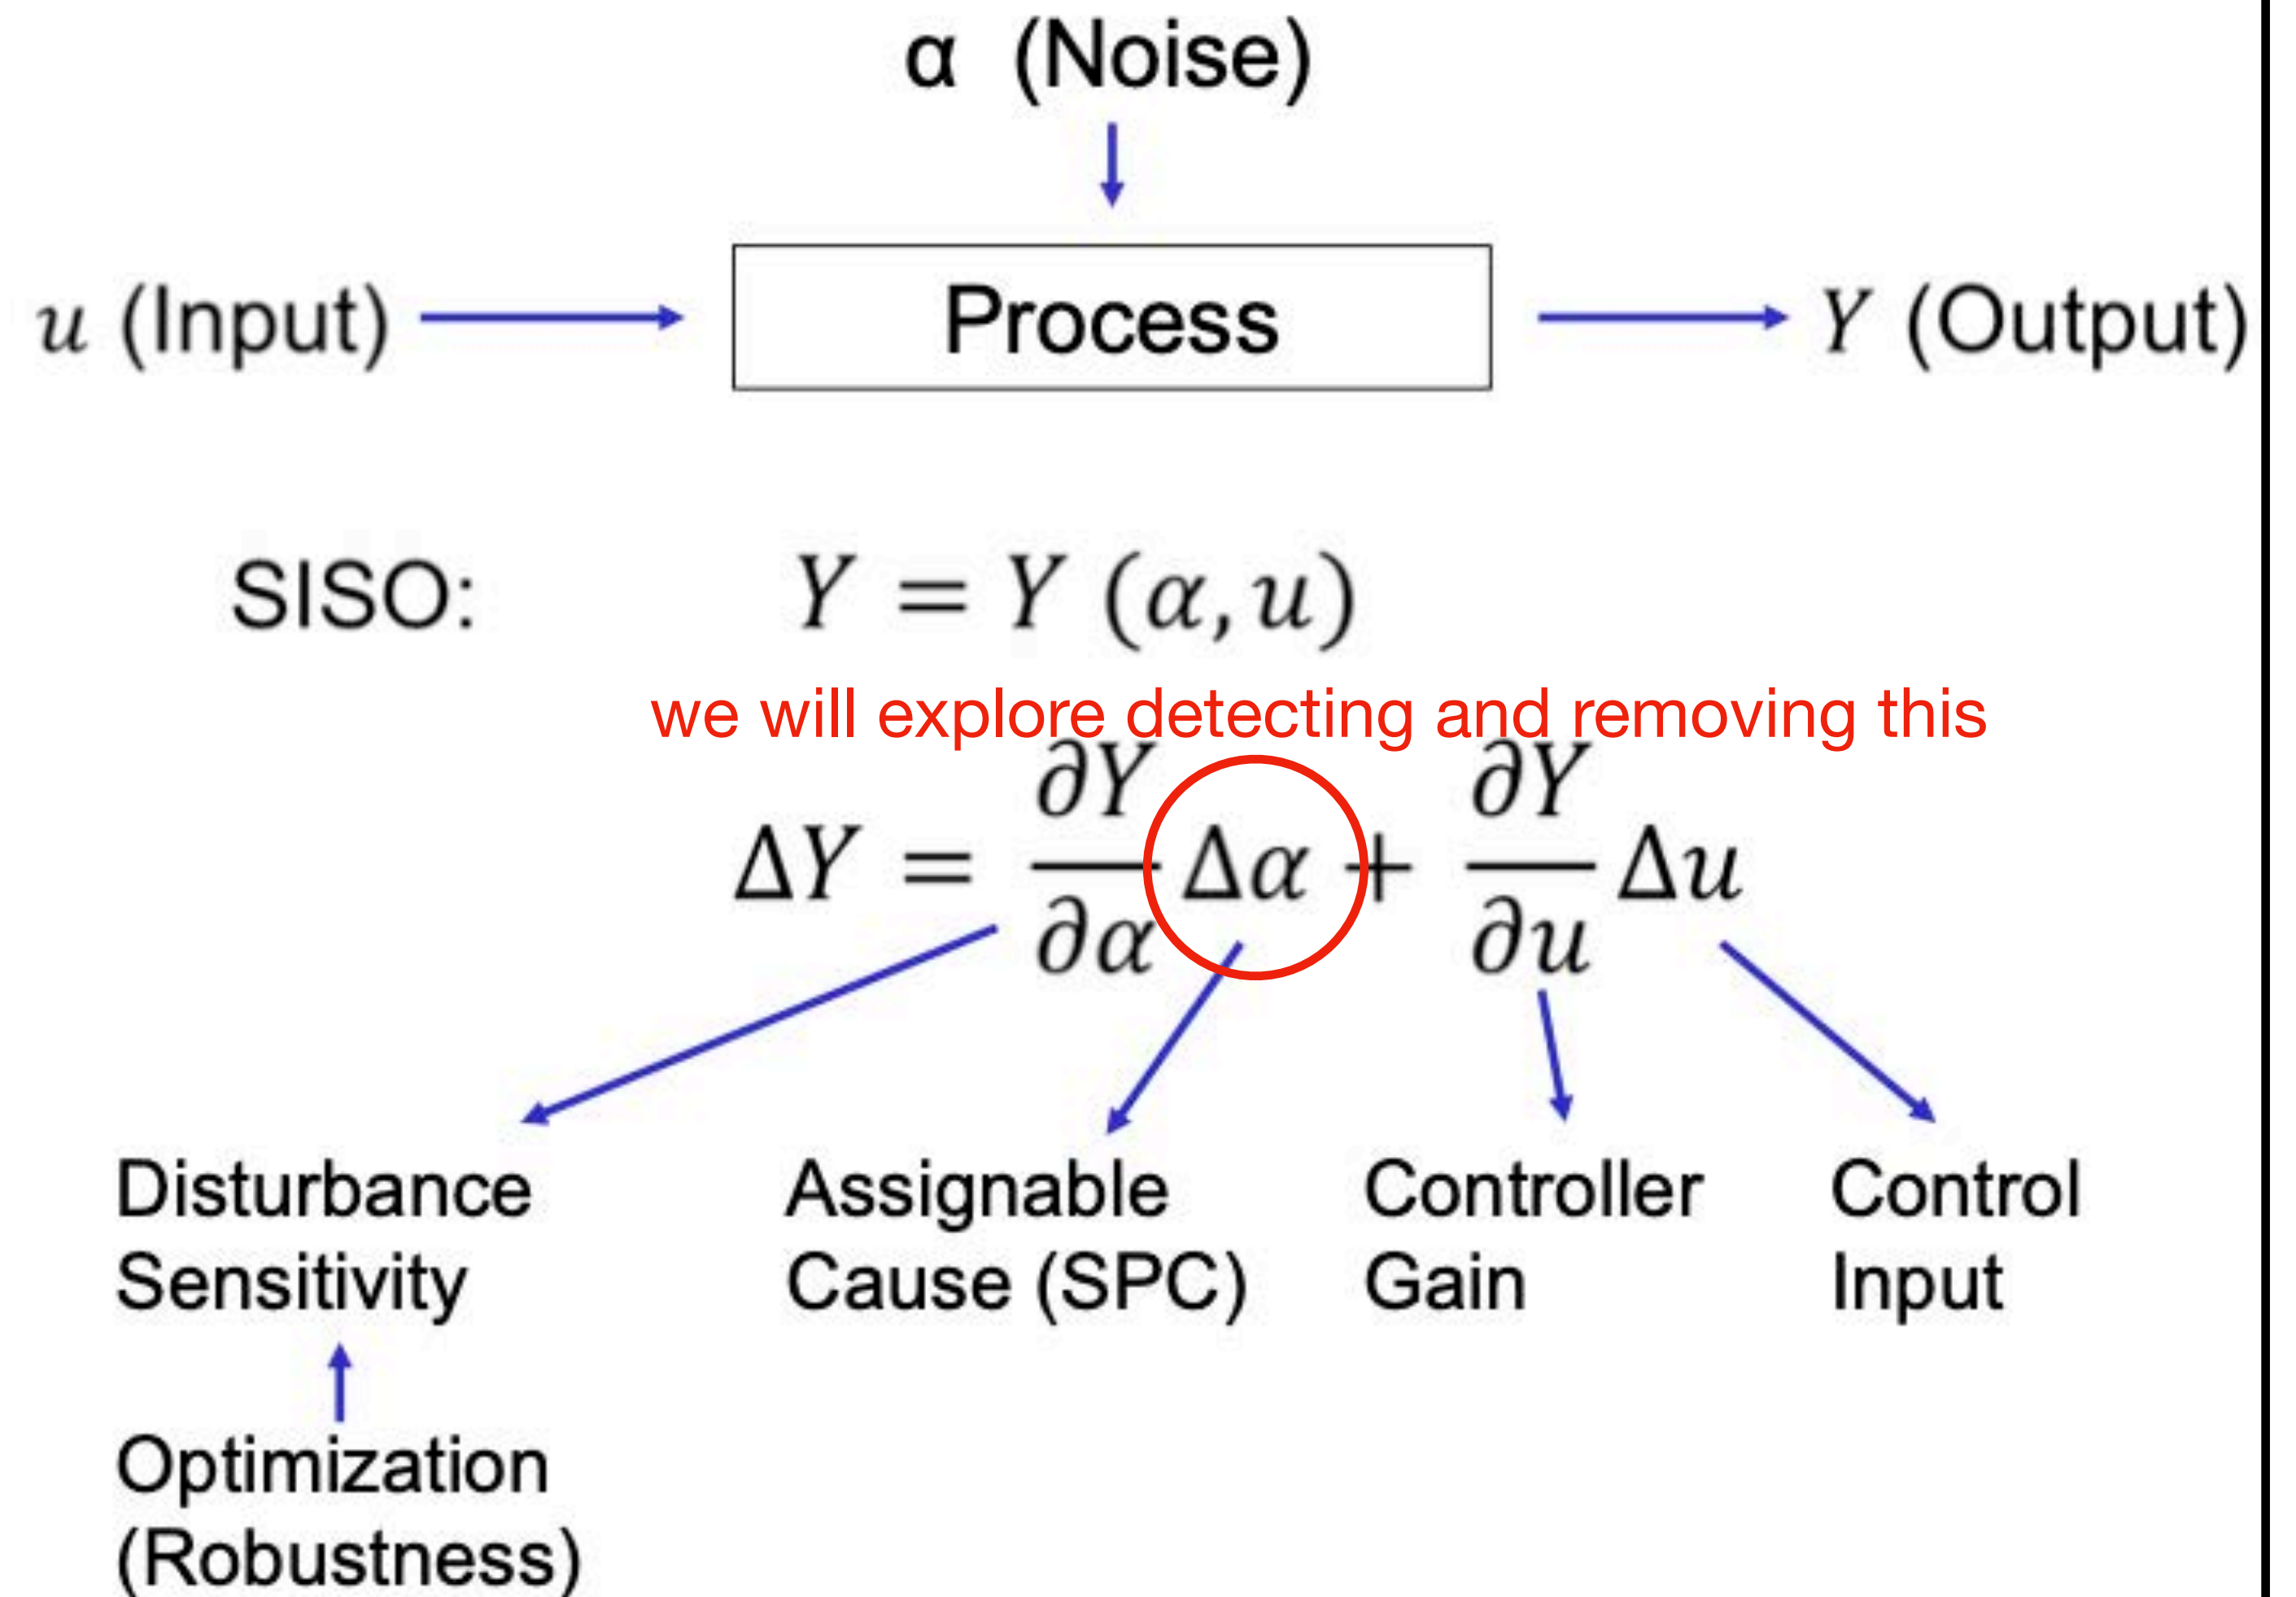 α (Noise)
u (Input)
Process
Y (Output)
SISO:
Y = Y (α, u)
we will explore detecting and removing this
ΔY = ∂Y/∂α Δα + ∂Y/∂u Δu
Disturbance
Sensitivity
Assignable
Cause (SPC)
Controller
Gain
Control
Input
Optimization
(Robustness)